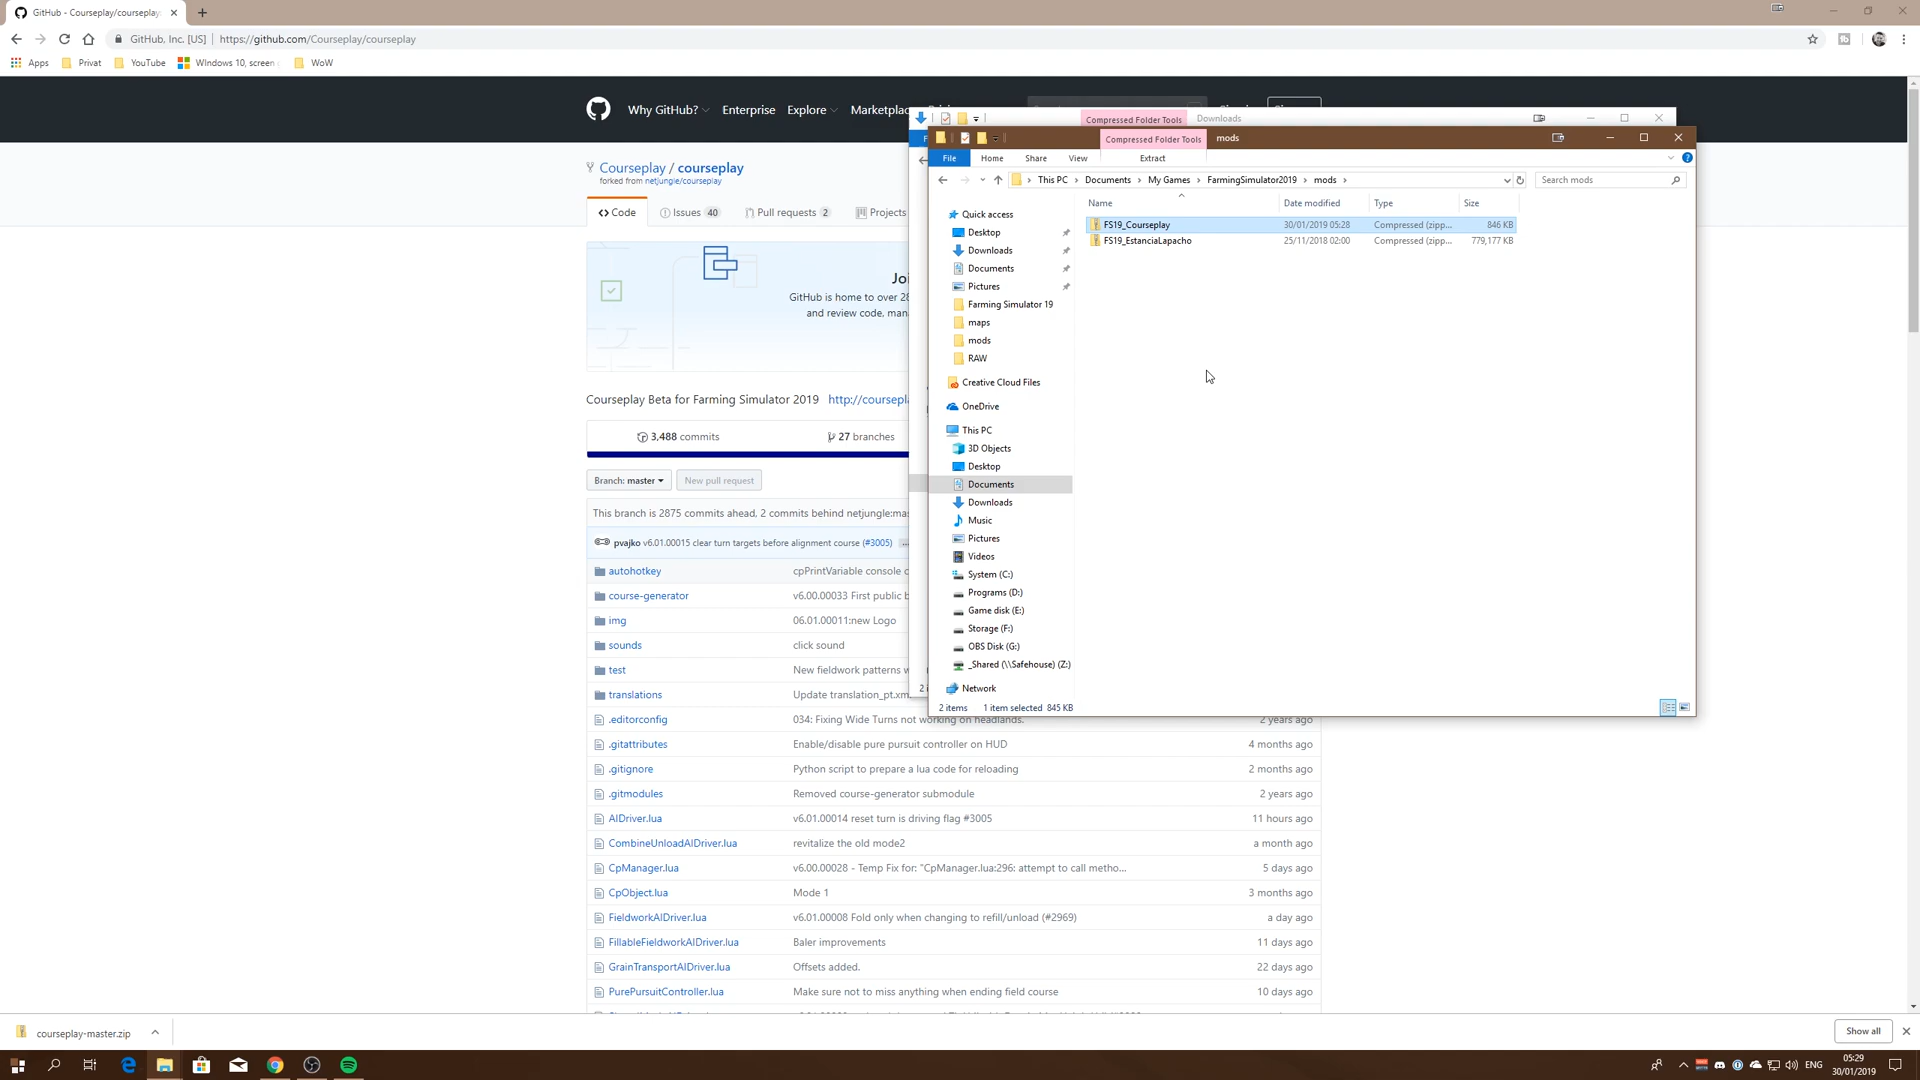 GitHub - Courseplay/courseplay:
GitHub, Inc. [US] | https://github.com/Courseplay/courseplay
Apps
Privat
YouTube
Windows 10, screen
WoW
Why GitHub?
Enterprise
Explore
Marketplac
Courseplay / courseplay
forked from netjungle/courseplay
Code
Issues 40
Pull requests 2
Projects
Joi
GitHub is home to over 28
and review code, man
Courseplay Beta for Farming Simulator 2019 http://coursepl
3,488 commits
27 branches
Branch: master
New pull request
This branch is 2875 commits ahead, 2 commits behind netjungle:ma
pvajko v6.01.00015 clear turn targets before alignment course (#3005) ...
autohotkey cpPrintVariable console c
course-generator v6.00.00033 First public b
img 06.01.00011:new Logo
sounds click sound
test New fieldwork patterns w
translations Update translation_pt.xm
.editorconfig 034: Fixing Wide Turns not working on headlands. 2 years ago
.gitattributes Enable/disable pure pursuit controller on HUD 4 months ago
.gitignore Python script to prepare a lua code for reloading 2 months ago
.gitmodules Removed course-generator submodule 2 years ago
AIDriver.lua v6.01.00014 reset turn is driving flag #3005 11 hours ago
CombineUnloadAIDriver.lua revitalize the old mode2 a month ago
CpManager.lua v6.00.00028 - Temp Fix for: "CpManager.lua:296: attempt to call metho... 5 days ago
CpObject.lua Mode 1 3 months ago
FieldworkAIDriver.lua v6.01.00008 Fold only when changing to refill/unload (#2969) a day ago
FillableFieldworkAIDriver.lua Baler improvements 11 days ago
GrainTransportAIDriver.lua Offsets added. 22 days ago
PurePursuitController.lua Make sure not to miss anything when ending field course 10 days ago
Compressed Folder Tools
Downloads
2 i
Compressed Folder Tools
mods
File
Home
Share
View
Extract
This PC > Documents > My Games > FarmingSimulator2019 > mods >
Search mods
Name Date modified Type Size
FS19_Courseplay 30/01/2019 05:28 Compressed (zipp... 846 KB
FS19_EstanciaLapacho 25/11/2018 02:00 Compressed (zipp... 779,177 KB
Quick access
Desktop
Downloads
Documents
Pictures
Farming Simulator 19
maps
mods
RAW
Creative Cloud Files
OneDrive
This PC
3D Objects
Desktop
Documents
Downloads
Music
Pictures
Videos
System (C:)
Programs (D:)
Game disk (E:)
Storage (F:)
OBS Disk (G:)
_Shared (\\Safehouse) (Z:)
Network
2 items 1 item selected 845 KB
courseplay-master.zip
Show all
ENG
05:29
30/01/2019